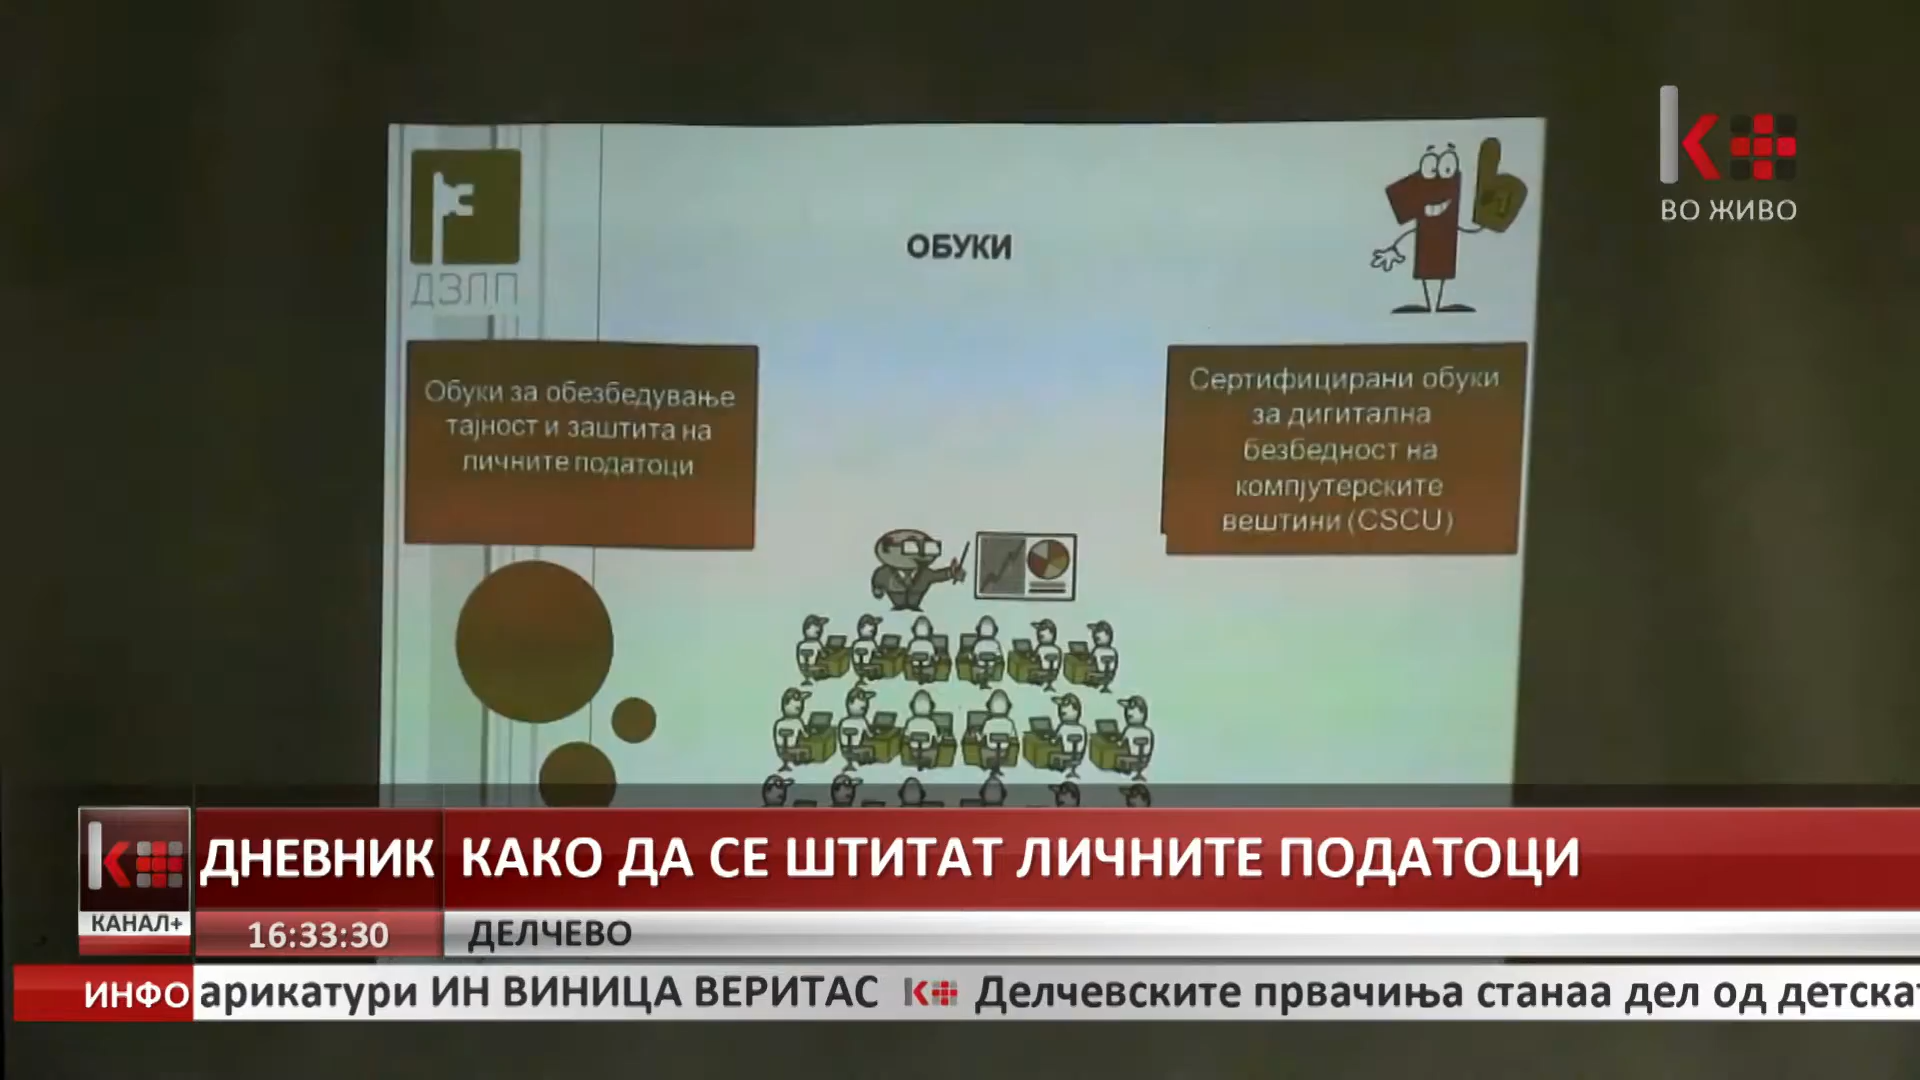 ВО ЖИВО
ДЗЛП
ОБУКИ
#1
Обуки за обезбедување
тајност и заштита на
личните податоци
Сертифицирани обуки
за дигитална
безбедност на
компјутерските
вештини (CSCU)
ДНЕВНИК
КАКО ДА СЕ ШТИТАТ ЛИЧНИТЕ ПОДАТОЦИ
КАНАЛ+
16:33:30
ДЕЛЧЕВО
ИНФО
арикатури ИН ВИНИЦА ВЕРИТАС
Делчевските првачиња станаа дел од детскат